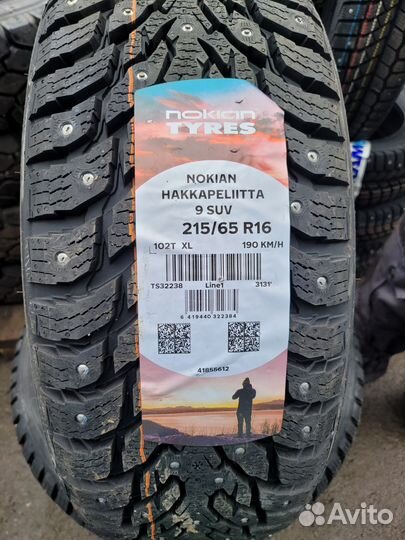 nokian
TYRES
NOKIAN
HAKKAPELIITTA
9 SUV
215/65 R16
102T XL 190 KM/H
TS32238 Line1 3131'
6 419440 322384
41856612
Avito